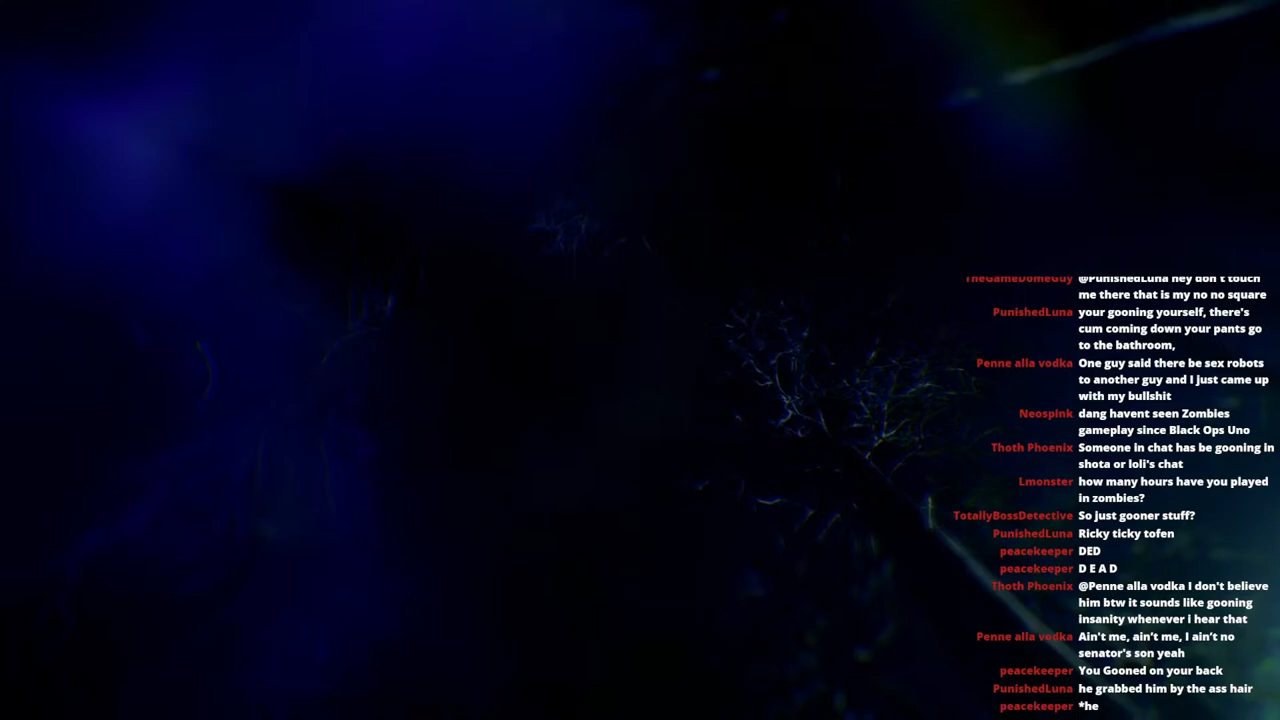 TheGameDomeGuy @PunishedLuna hey don't touch
me there that is my no no square
PunishedLuna your gooning yourself, there's
cum coming down your pants go
to the bathroom,
Penne alla vodka One guy said there be sex robots
to another guy and I just came up
with my bullshit
Neospink dang havent seen Zombies
gameplay since Black Ops Uno
Thoth Phoenix Someone in chat has be gooning in
shota or loli's chat
Lmonster how many hours have you played
in zombies?
TotallyBossDetective So just gooner stuff?
PunishedLuna Ricky ticky tofen
peacekeeper DED
peacekeeper D E A D
Thoth Phoenix @Penne alla vodka I don't believe
him btw it sounds like gooning
insanity whenever i hear that
Penne alla vodka Ain't me, ain't me, I ain't no
senator's son yeah
peacekeeper You Gooned on your back
PunishedLuna he grabbed him by the ass hair
peacekeeper *he